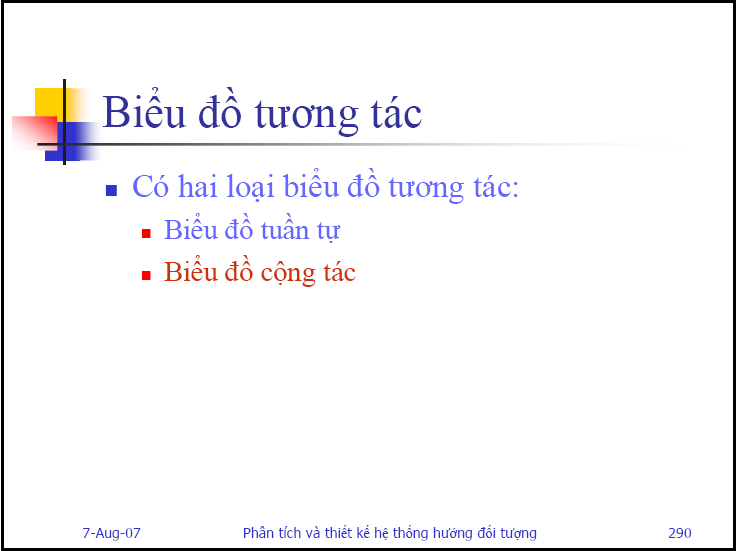 Biểu đồ tương tác
Có hai loại biểu đồ tương tác:
Biểu đồ tuần tự
Biểu đồ cộng tác
7-Aug-07 Phân tích và thiết kế hệ thống hướng đối tượng 290